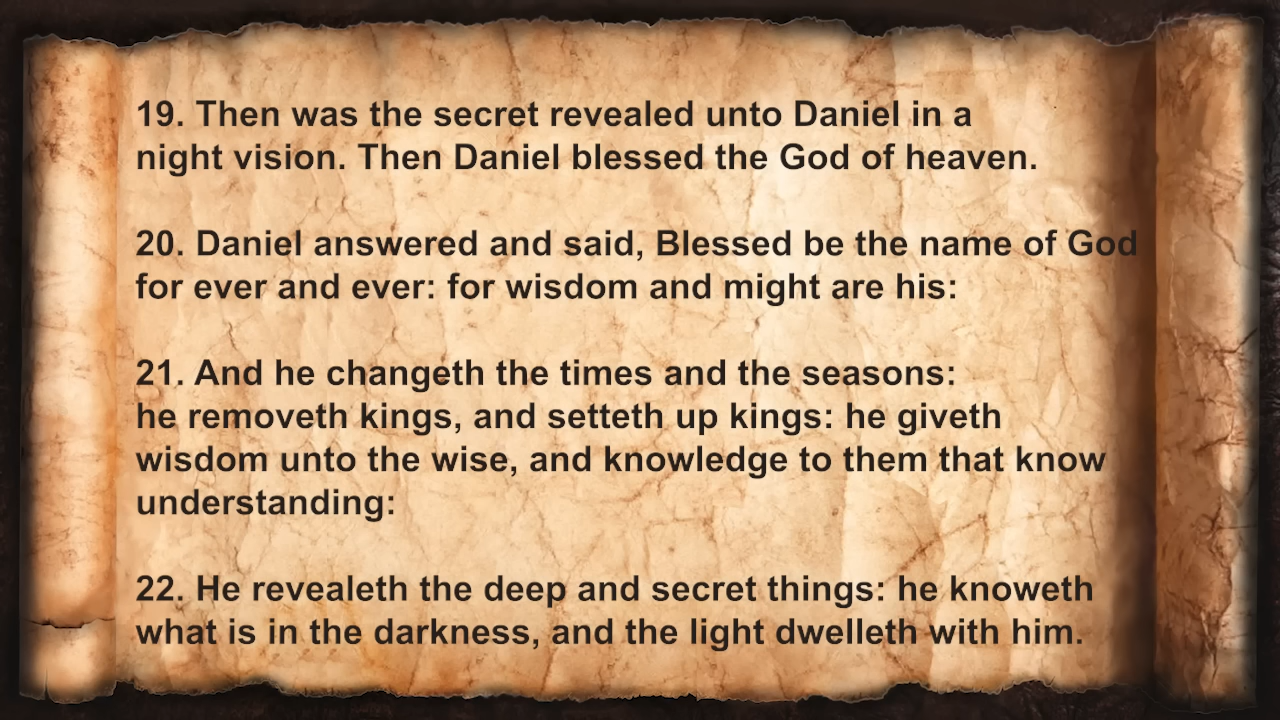 19. Then was the secret revealed unto Daniel in a
night vision. Then Daniel blessed the God of heaven.
20. Daniel answered and said, Blessed be the name of God
for ever and ever: for wisdom and might are his:
21. And he changeth the times and the seasons:
he removeth kings, and setteth up kings: he giveth
wisdom unto the wise, and knowledge to them that know
understanding:
22. He revealeth the deep and secret things: he knoweth
what is in the darkness, and the light dwelleth with him.